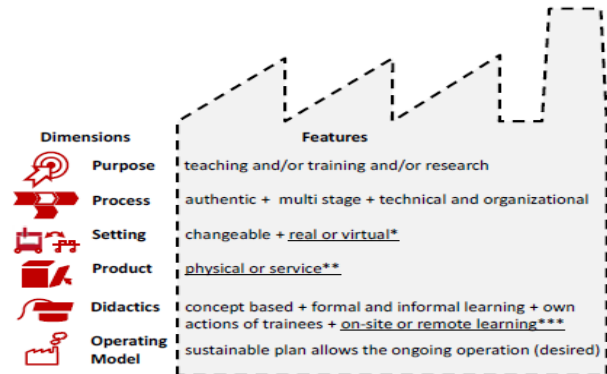 Dimensions Features
Purpose teaching and/or training and/or research
Process authentic + multi stage + technical and organizational
Setting changeable + real or virtual*
Product physical or service**
Didactics concept based + formal and informal learning + own
actions of trainees + on-site or remote learning***
Operating
Model sustainable plan allows the ongoing operation (desired)